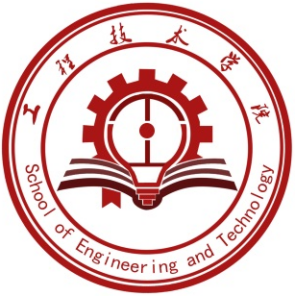 工程技术学院
School of Engineering and Technology